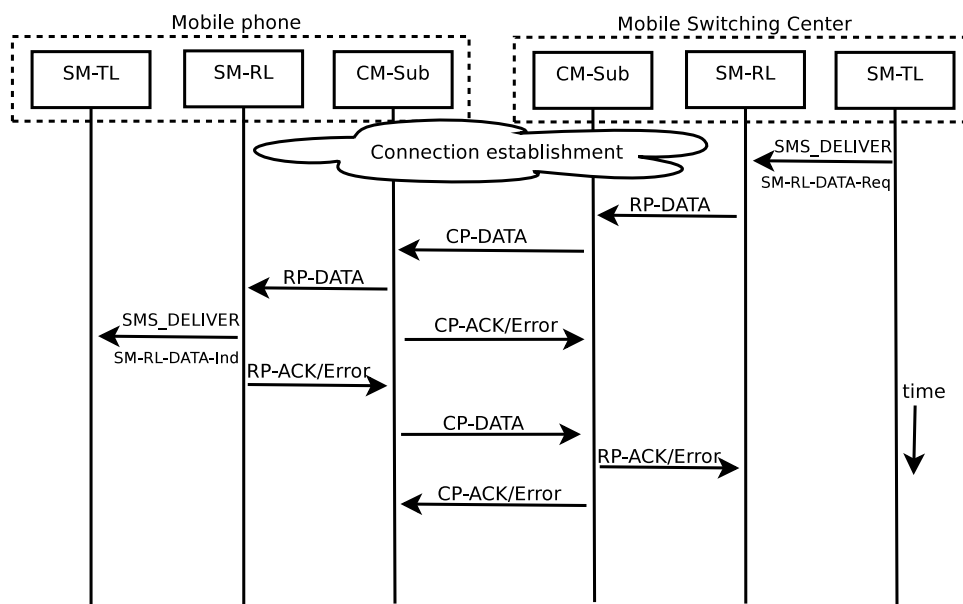 Mobile phone
Mobile Switching Center
SM-TL
SM-RL
CM-Sub
CM-Sub
SM-RL
SM-TL
Connection establishment
SMS_DELIVER
SM-RL-DATA-Req
RP-DATA
CP-DATA
RP-DATA
SMS_DELIVER
SM-RL-DATA-Ind
CP-ACK/Error
RP-ACK/Error
time
CP-DATA
RP-ACK/Error
CP-ACK/Error